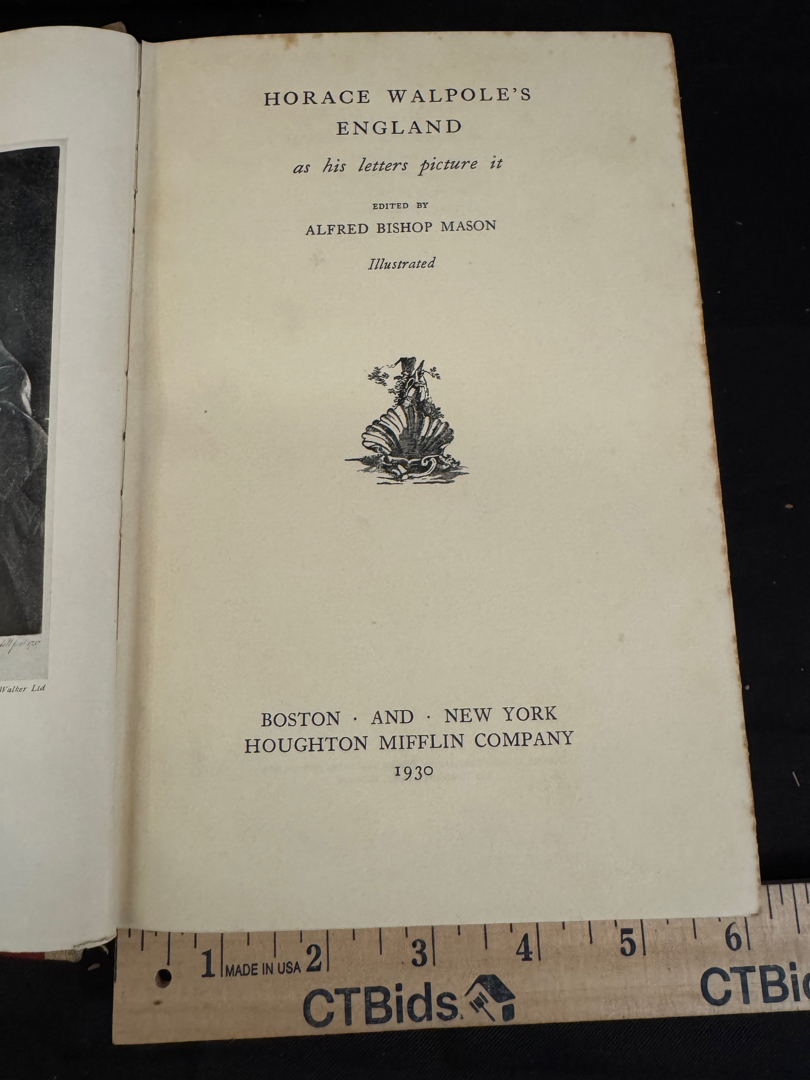 HORACE WALPOLE'S
ENGLAND
as his letters picture it
EDITED BY
ALFRED BISHOP MASON
Illustrated
BOSTON · AND · NEW YORK
HOUGHTON MIFFLIN COMPANY
1930
Walker Ltd
1 MADE IN USA 2 3 4 5 6
CTBids. CTBid